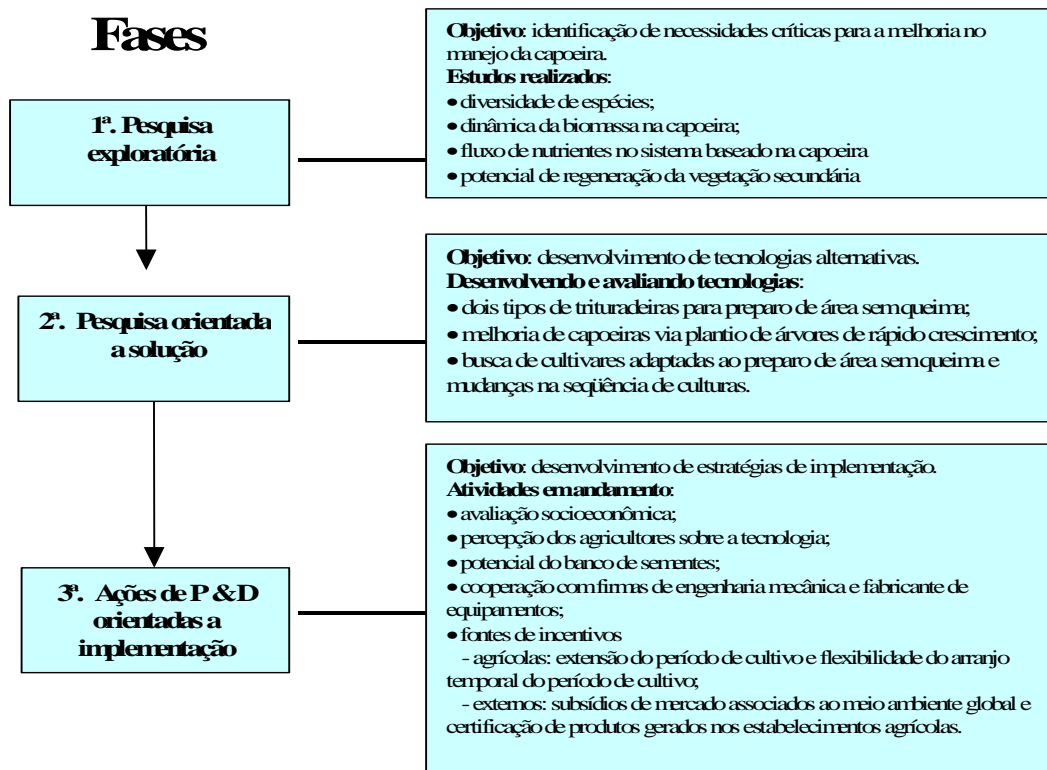 Fases
1ª. Pesquisa
exploratória
Objetivo: identificação de necessidades críticas para a melhoria no
manejo da capoeira.
Estudos realizados:
• diversidade de espécies;
• dinâmica da biomassa na capoeira;
• fluxo de nutrientes no sistema baseado na capoeira
• potencial de regeneração da vegetação secundária
2ª. Pesquisa orientada
a solução
Objetivo: desenvolvimento de tecnologias alternativas.
Desenvolvendo e avaliando tecnologias:
• dois tipos de trituradeiras para preparo de área sem queima;
• melhoria de capoeiras via plantio de árvores de rápido crescimento;
• busca de cultivares adaptadas ao preparo de área sem queima e
mudanças na seqüência de culturas.
3ª. Ações de P & D
orientadas a
implementação
Objetivo: desenvolvimento de estratégias de implementação.
Atividades em andamento:
• avaliação socioeconômica;
• percepção dos agricultores sobre a tecnologia;
• potencial do banco de sementes;
• cooperação com firmas de engenharia mecânica e fabricante de
equipamentos;
• fontes de incentivos
- agrícolas: extensão do período de cultivo e flexibilidade do arranjo
temporal do período de cultivo;
- externos: subsídios de mercado associados ao meio ambiente global e
certificação de produtos gerados nos estabelecimentos agrícolas.